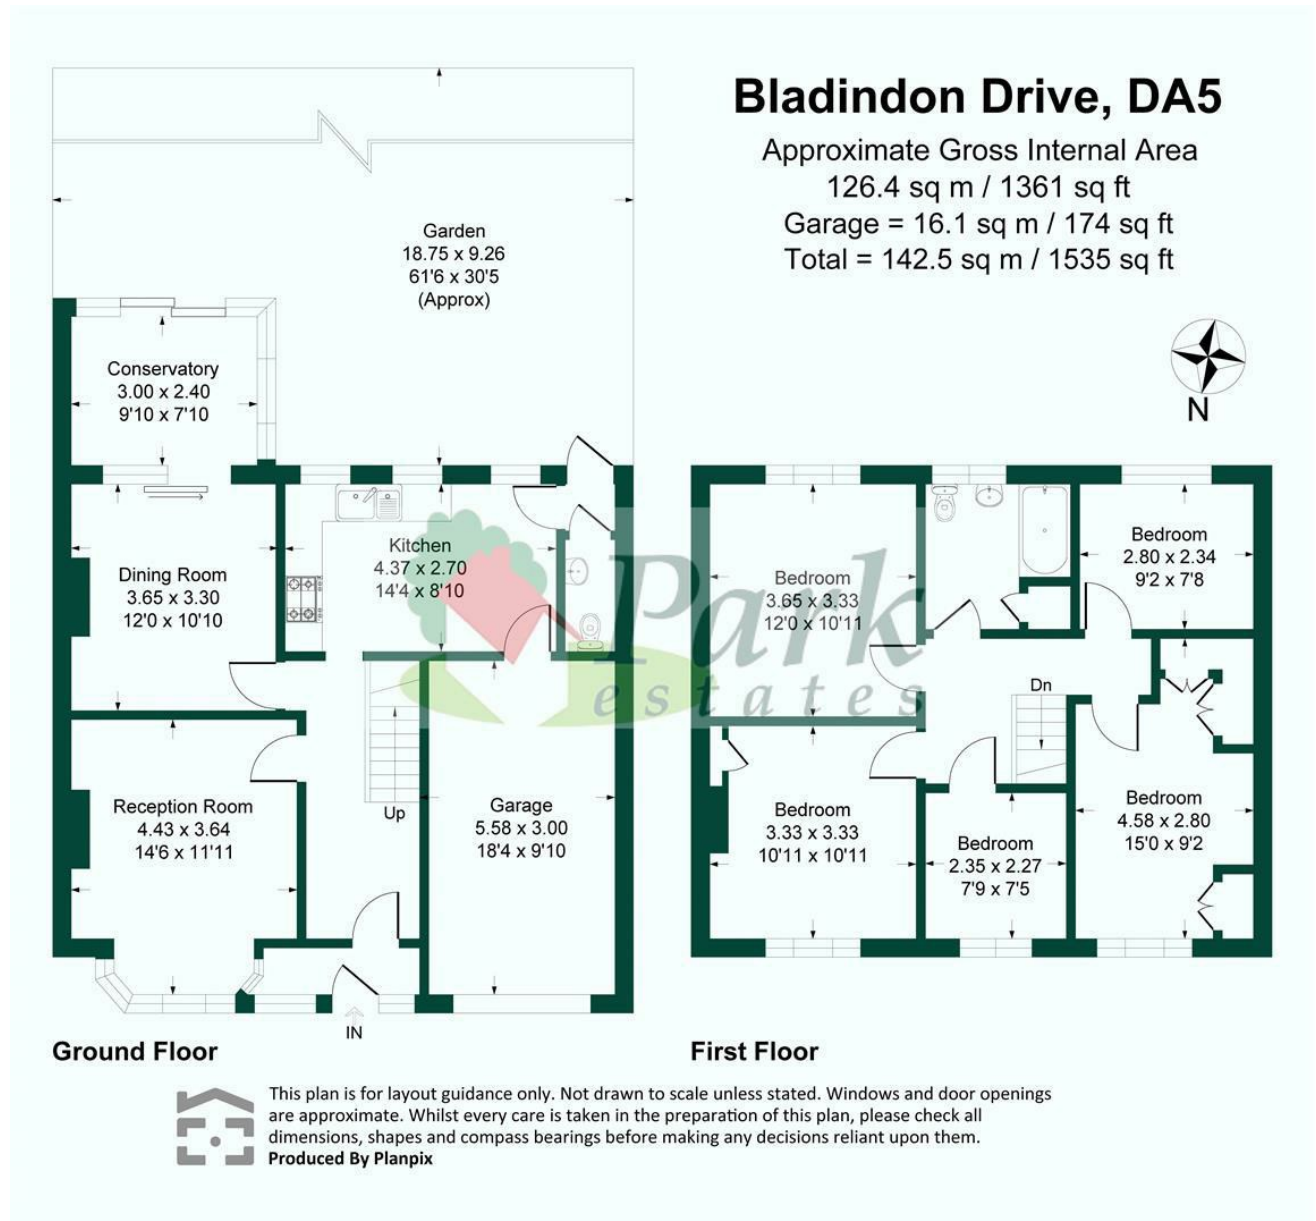 Bladindon Drive, DA5
Approximate Gross Internal Area
126.4 sq m / 1361 sq ft
Garage = 16.1 sq m / 174 sq ft
Total = 142.5 sq m / 1535 sq ft
N
Garden
18.75 x 9.26
61'6 x 30'5
(Approx)
Conservatory
3.00 x 2.40
9'10 x 7'10
Kitchen
4.37 x 2.70
14'4 x 8'10
Dining Room
3.65 x 3.30
12'0 x 10'10
Reception Room
4.43 x 3.64
14'6 x 11'11
Up
Garage
5.58 x 3.00
18'4 x 9'10
IN
Park
estates
Bedroom
3.65 x 3.33
12'0 x 10'11
Bedroom
2.80 x 2.34
9'2 x 7'8
Dn
Bedroom
3.33 x 3.33
10'11 x 10'11
Bedroom
2.35 x 2.27
7'9 x 7'5
Bedroom
4.58 x 2.80
15'0 x 9'2
Ground Floor
First Floor
This plan is for layout guidance only. Not drawn to scale unless stated. Windows and door openings
are approximate. Whilst every care is taken in the preparation of this plan, please check all
dimensions, shapes and compass bearings before making any decisions reliant upon them.
Produced By Planpix